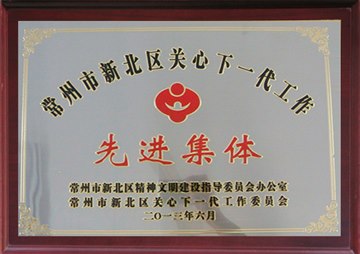 常州市新北区关心下一代工作
先进集体
常州市新北区精神文明建设指导委员会办公室
常州市新北区关心下一代工作委员会
二〇一三年六月